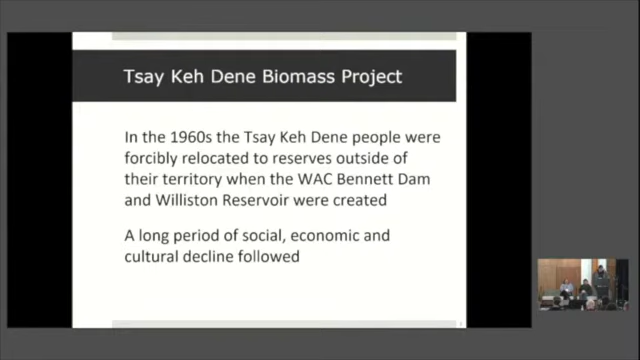 Tsay Keh Dene Biomass Project
In the 1960s the Tsay Keh Dene people were
forcibly relocated to reserves outside of
their territory when the WAC Bennett Dam
and Williston Reservoir were created
A long period of social, economic and
cultural decline followed